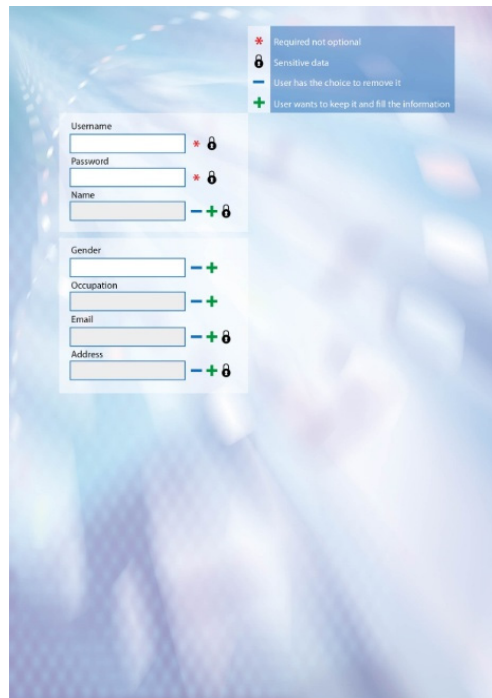 * Required not optional
Sensitive data
− User has the choice to remove it
+ User wants to keep it and fill the information
Username
*
Password
*
Name
− +
Gender
− +
Occupation
− +
Email
− +
Address
− +